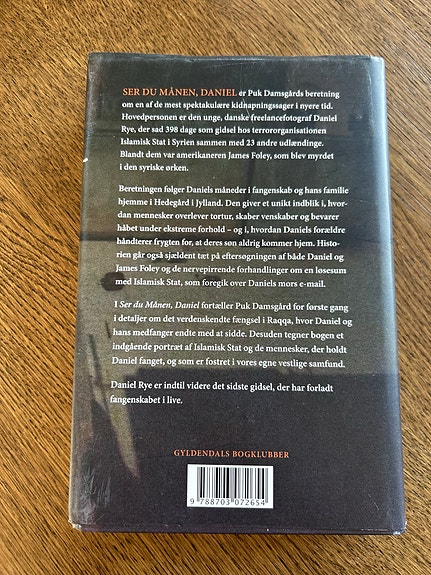 SER DU MÅNEN, DANIEL er Puk Damsgårds beretning
om en af de mest spektakulære kidnapningssager i nyere tid.
Hovedpersonen er den unge, danske freelancefotograf Daniel
Rye, der sad 398 dage som gidsel hos terrororganisationen
Islamisk Stat i Syrien sammen med 23 andre udlændinge.
Blandt dem var amerikaneren James Foley, som blev myrdet
i den syriske ørken.
Beretningen følger Daniels måneder i fangenskab og hans familie
hjemme i Hedegård i Jylland. Den giver et unikt indblik i, hvor-
dan mennesker overlever tortur, skaber venskaber og bevarer
håbet under ekstreme forhold – og i, hvordan Daniels forældre
håndterer frygten for, at deres søn aldrig kommer hjem. Histo-
rien går også sjældent tæt på eftersøgningen af både Daniel og
James Foley og de nervepirrende forhandlinger om en løsesum
med Islamisk Stat, som foregik over Daniels mors e-mail.
I Ser du Månen, Daniel fortæller Puk Damsgård for første gang
i detaljer om det verdenskendte fængsel i Raqqa, hvor Daniel og
hans medfanger endte med at sidde. Desuden tegner bogen et
indgående portræt af Islamisk Stat og de mennesker, der holdt
Daniel fanget, og som er fostret i vores egne vestlige samfund.
Daniel Rye er indtil videre det sidste gidsel, der har forladt
fangenskabet i live.
GYLDENDALS BOGKLUBBER
9 788703 072654